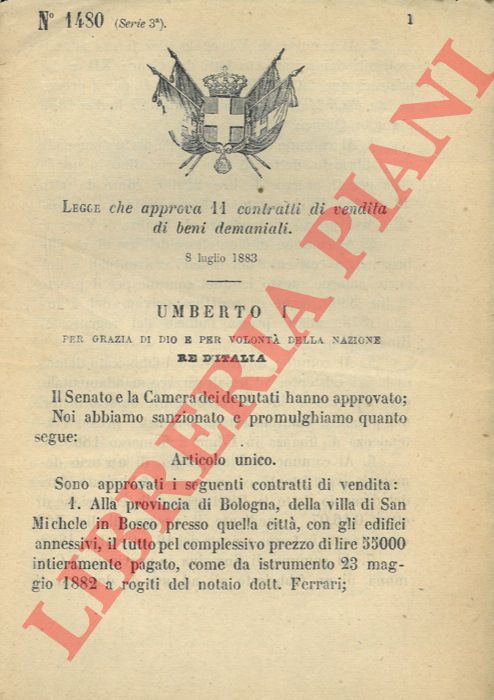 N° 1480 (Serie 3ª).
1
LEGGE che approva 11 contratti di vendita
di beni demaniali.
8 luglio 1883
UMBERTO I
PER GRAZIA DI DIO E PER VOLONTÀ DELLA NAZIONE
RE D'ITALIA
Il Senato e la Camera dei deputati hanno approvato;
Noi abbiamo sanzionato e promulghiamo quanto
segue:
Articolo unico.
Sono approvati i seguenti contratti di vendita:
1. Alla provincia di Bologna, della villa di San
Michele in Bosco presso quella città, con gli edifici
annessivi, il tutto pel complessivo prezzo di lire 55000
intieramente pagato, come da istrumento 23 mag-
gio 1882 a rogiti del notaio dott. Ferrari;
LIBRERIA PIANI